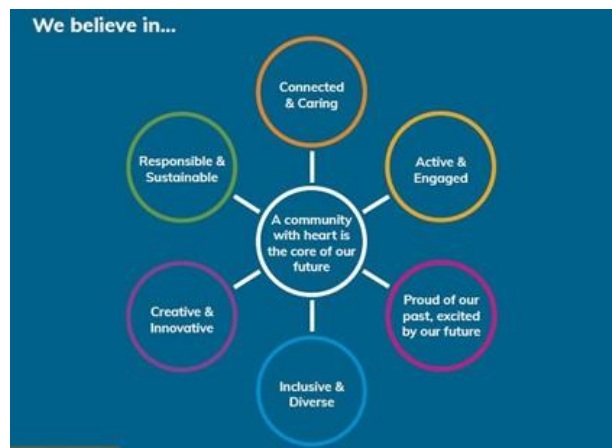 We believe in...
Connected
& Caring
Active &
Engaged
Proud of our
past, excited
by our future
Inclusive &
Diverse
Creative &
Innovative
Responsible &
Sustainable
A community
with heart is
the core of our
future